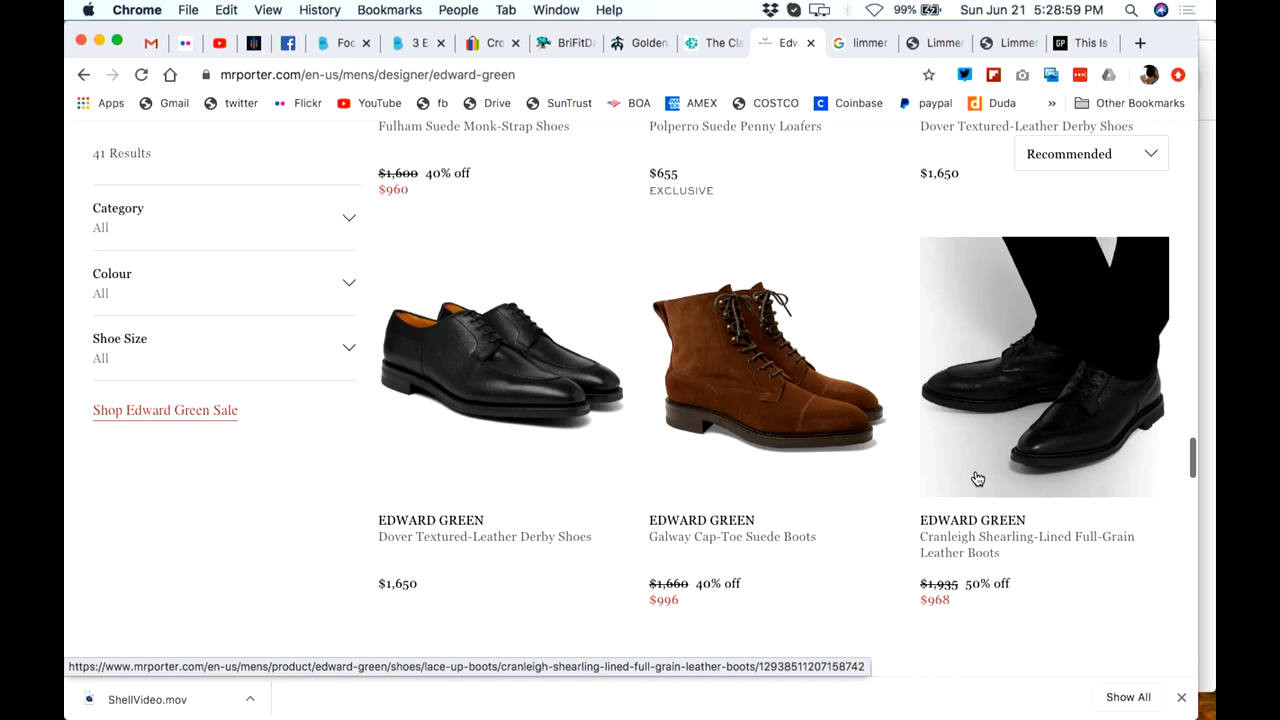 Chrome File Edit View History Bookmarks People Tab Window Help 99% Sun Jun 21 5:28:59 PM
Foc 3 E Cro BriFitDa Golden The Cla Edw limmer Limmer Limmer GP This Is
mrporter.com/en-us/mens/designer/edward-green
Apps Gmail twitter Flickr YouTube fb Drive SunTrust BOA AMEX COSTCO Coinbase paypal Duda » Other Bookmarks
Fulham Suede Monk-Strap Shoes
Polperro Suede Penny Loafers
Dover Textured-Leather Derby Shoes
41 Results
Recommended
$1,600 40% off
$960
$655
EXCLUSIVE
$1,650
Category
All
Colour
All
Shoe Size
All
Shop Edward Green Sale
EDWARD GREEN
Dover Textured-Leather Derby Shoes
$1,650
EDWARD GREEN
Galway Cap-Toe Suede Boots
$1,660 40% off
$996
EDWARD GREEN
Cranleigh Shearling-Lined Full-Grain
Leather Boots
$1,935 50% off
$968
https://www.mrporter.com/en-us/mens/product/edward-green/shoes/lace-up-boots/cranleigh-shearling-lined-full-grain-leather-boots/12938511207158742
ShellVideo.mov
Show All